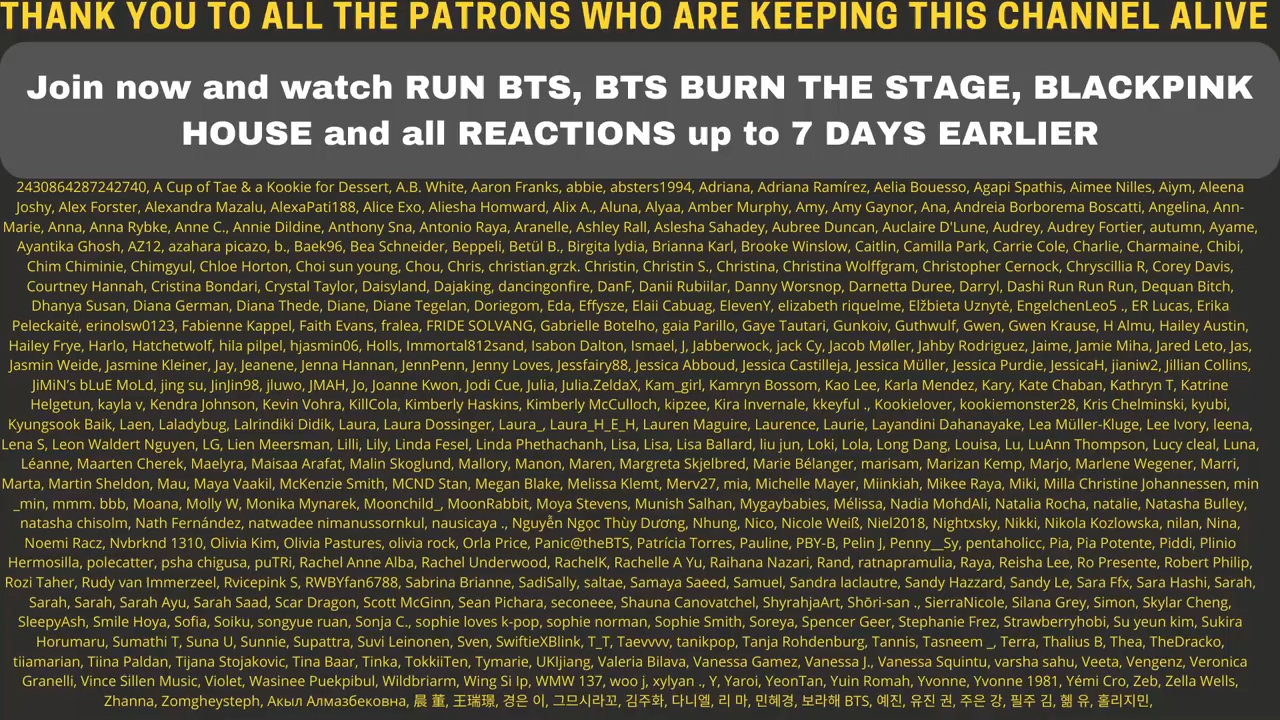 THANK YOU TO ALL THE PATRONS WHO ARE KEEPING THIS CHANNEL ALIVE
Join now and watch RUN BTS, BTS BURN THE STAGE, BLACKPINK
HOUSE and all REACTIONS up to 7 DAYS EARLIER
2430864287242740, A Cup of Tae & a Kookie for Dessert, A.B. White, Aaron Franks, abbie, absters1994, Adriana, Adriana Ramírez, Aelia Bouesso, Agapi Spathis, Aimee Nilles, Aiym, Aleena
Joshy, Alex Forster, Alexandra Mazalu, AlexaPati188, Alice Exo, Aliesha Homward, Alix A., Aluna, Alyaa, Amber Murphy, Amy, Amy Gaynor, Ana, Andreia Borborema Boscatti, Angelina, Ann-
Marie, Anna, Anna Rybke, Anne C., Annie Dildine, Anthony Sna, Antonio Raya, Aranelle, Ashley Rall, Aslesha Sahadey, Aubree Duncan, Auclaire D'Lune, Audrey, Audrey Fortier, autumn, Ayame,
Ayantika Ghosh, AZ12, azahara picazo, b., Baek96, Bea Schneider, Beppeli, Betül B., Birgita lydia, Brianna Karl, Brooke Winslow, Caitlin, Camilla Park, Carrie Cole, Charlie, Charmaine, Chibi,
Chim Chiminie, Chimgyul, Chloe Horton, Choi sun young, Chou, Chris, christian.grzk. Christin, Christin S., Christina, Christina Wolffgram, Christopher Cernock, Chryscillia R, Corey Davis,
Courtney Hannah, Cristina Bondari, Crystal Taylor, Daisyland, Dajaking, dancingonfire, DanF, Danii Rubiilar, Danny Worsnop, Darnetta Duree, Darryl, Dashi Run Run Run, Dequan Bitch,
Dhanya Susan, Diana German, Diana Thede, Diane, Diane Tegelan, Doriegom, Eda, Effysze, Elaii Cabuag, ElevenY, elizabeth riquelme, Elžbieta Uznytė, EngelchenLeo5 ., ER Lucas, Erika
Peleckaitė, erinolsw0123, Fabienne Kappel, Faith Evans, fralea, FRIDE SOLVANG, Gabrielle Botelho, gaia Parillo, Gaye Tautari, Gunkoiv, Guthwulf, Gwen, Gwen Krause, H Almu, Hailey Austin,
Hailey Frye, Harlo, Hatchetwolf, hila pilpel, hjasmin06, Holls, Immortal812sand, Isabon Dalton, Ismael, J, Jabberwock, jack Cy, Jacob Møller, Jahby Rodriguez, Jaime, Jamie Miha, Jared Leto, Jas,
Jasmin Weide, Jasmine Kleiner, Jay, Jeanene, Jenna Hannan, JennPenn, Jenny Loves, Jessfairy88, Jessica Abboud, Jessica Castilleja, Jessica Müller, Jessica Purdie, JessicaH, jianiw2, Jillian Collins,
JiMiN’s bLuE MoLd, jing su, JinJin98, jluwo, JMAH, Jo, Joanne Kwon, Jodi Cue, Julia, Julia.ZeldaX, Kam_girl, Kamryn Bossom, Kao Lee, Karla Mendez, Kary, Kate Chaban, Kathryn T, Katrine
Helgetun, kayla v, Kendra Johnson, Kevin Vohra, KillCola, Kimberly Haskins, Kimberly McCulloch, kipzee, Kira Invernale, kkeyful ., Kookielover, kookiemonster28, Kris Chelminski, kyubi,
Kyungsook Baik, Laen, Laladybug, Lalrindiki Didik, Laura, Laura Dossinger, Laura_, Laura_H_E_H, Lauren Maguire, Laurence, Laurie, Layandini Dahanayake, Lea Müller-Kluge, Lee Ivory, leena,
Lena S, Leon Waldert Nguyen, LG, Lien Meersman, Lilli, Lily, Linda Fesel, Linda Phethachanh, Lisa, Lisa, Lisa Ballard, liu jun, Loki, Lola, Long Dang, Louisa, Lu, LuAnn Thompson, Lucy cleal, Luna,
Léanne, Maarten Cherek, Maelyra, Maisaa Arafat, Malin Skoglund, Mallory, Manon, Maren, Margreta Skjelbred, Marie Bélanger, marisam, Marizan Kemp, Marjo, Marlene Wegener, Marri,
Marta, Martin Sheldon, Mau, Maya Vaakil, McKenzie Smith, MCND Stan, Megan Blake, Melissa Klemt, Merv27, mia, Michelle Mayer, Miinkiah, Mikee Raya, Miki, Milla Christine Johannessen, min
_min, mmm. bbb, Moana, Molly W, Monika Mynarek, Moonchild_, MoonRabbit, Moya Stevens, Munish Salhan, Mygaybabies, Mélissa, Nadia MohdAli, Natalia Rocha, natalie, Natasha Bulley,
natasha chisolm, Nath Fernández, natwadee nimanussornkul, nausicaya ., Nguyễn Ngọc Thùy Dương, Nhung, Nico, Nicole Weiß, Niel2018, Nightxsky, Nikki, Nikola Kozlowska, nilan, Nina,
Noemi Racz, Nvbrknd 1310, Olivia Kim, Olivia Pastures, olivia rock, Orla Price, Panic@theBTS, Patrícia Torres, Pauline, PBY-B, Pelin J, Penny__Sy, pentaholicc, Pia, Pia Potente, Piddi, Plinio
Hermosilla, polecatter, psha chigusa, puTRi, Rachel Anne Alba, Rachel Underwood, RachelK, Rachelle A Yu, Raihana Nazari, Rand, ratnapramulia, Raya, Reisha Lee, Ro Presente, Robert Philip,
Rozi Taher, Rudy van Immerzeel, Rvicepink S, RWBYfan6788, Sabrina Brianne, SadiSally, saltae, Samaya Saeed, Samuel, Sandra laclautre, Sandy Hazzard, Sandy Le, Sara Ffx, Sara Hashi, Sarah,
Sarah, Sarah, Sarah Ayu, Sarah Saad, Scar Dragon, Scott McGinn, Sean Pichara, seconeee, Shauna Canovatchel, ShyrahjaArt, Shōri-san ., SierraNicole, Silana Grey, Simon, Skylar Cheng,
SleepyAsh, Smile Hoya, Sofia, Soiku, songyue ruan, Sonja C., sophie loves k-pop, sophie norman, Sophie Smith, Soreya, Spencer Geer, Stephanie Frez, Strawberryhobi, Su yeun kim, Sukira
Horumaru, Sumathi T, Suna U, Sunnie, Supattra, Suvi Leinonen, Sven, SwiftieXBlink, T_T, Taevvvv, tanikpop, Tanja Rohdenburg, Tannis, Tasneem _, Terra, Thalius B, Thea, TheDracko,
tiiamarian, Tiina Paldan, Tijana Stojakovic, Tina Baar, Tinka, TokkiiTen, Tymarie, UKIjiang, Valeria Bilava, Vanessa Gamez, Vanessa J., Vanessa Squintu, varsha sahu, Veeta, Vengenz, Veronica
Granelli, Vince Sillen Music, Violet, Wasinee Puekpibul, Wildbriarm, Wing Si Ip, WMW 137, woo j, xylyan ., Y, Yaroi, YeonTan, Yuin Romah, Yvonne, Yvonne 1981, Yémi Cro, Zeb, Zella Wells,
Zhanna, Zomgheysteph, Акыл Алмазбековна, 晨 董, 王瑞璟, 경은 이, 그므시라꼬, 김주화, 다니엘, 리 마, 민혜경, 보라해 BTS, 예진, 유진 권, 주은 강, 필주 김, 혦 유, 홀리지민,